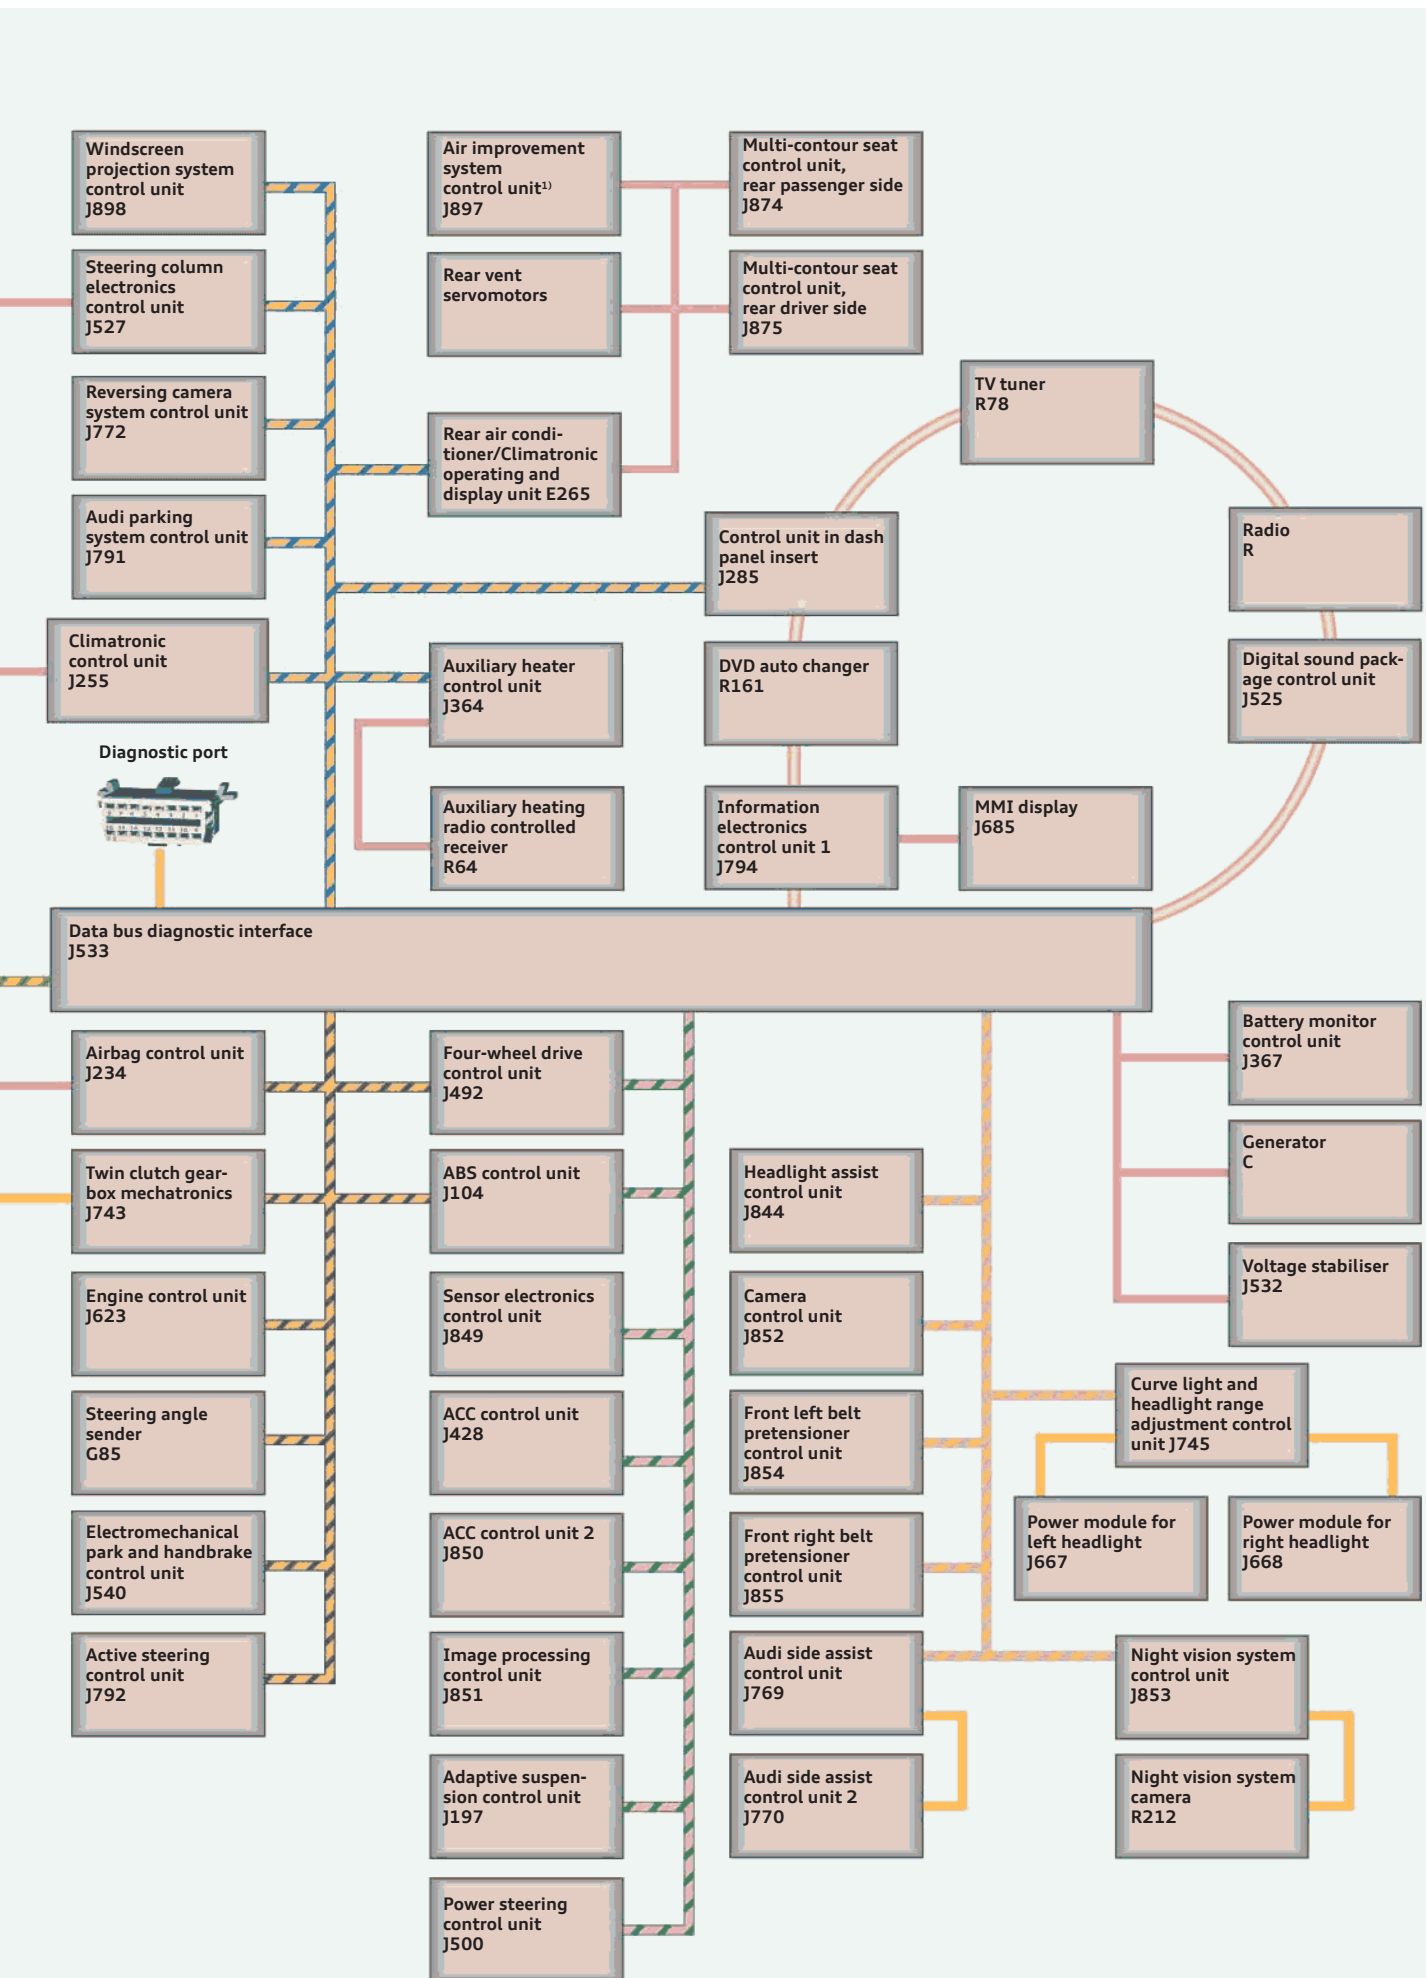 Windscreen
projection system
control unit
J898
Steering column
electronics
control unit
J527
Reversing camera
system control unit
J772
Audi parking
system control unit
J791
Climatronic
control unit
J255
Diagnostic port
Air improvement
system
control unit¹⁾
J897
Rear vent
servomotors
Rear air condi-
tioner/Climatronic
operating and
display unit E265
Multi-contour seat
control unit,
rear passenger side
J874
Multi-contour seat
control unit,
rear driver side
J875
TV tuner
R78
Radio
R
Digital sound pack-
age control unit
J525
Control unit in dash
panel insert
J285
DVD auto changer
R161
Information
electronics
control unit 1
J794
MMI display
J685
Auxiliary heater
control unit
J364
Auxiliary heating
radio controlled
receiver
R64
Data bus diagnostic interface
J533
Airbag control unit
J234
Twin clutch gear-
box mechatronics
J743
Engine control unit
J623
Steering angle
sender
G85
Electromechanical
park and handbrake
control unit
J540
Active steering
control unit
J792
Four-wheel drive
control unit
J492
ABS control unit
J104
Sensor electronics
control unit
J849
ACC control unit
J428
ACC control unit 2
J850
Image processing
control unit
J851
Adaptive suspen-
sion control unit
J197
Power steering
control unit
J500
Headlight assist
control unit
J844
Camera
control unit
J852
Front left belt
pretensioner
control unit
J854
Front right belt
pretensioner
control unit
J855
Audi side assist
control unit
J769
Audi side assist
control unit 2
J770
Battery monitor
control unit
J367
Generator
C
Voltage stabiliser
J532
Curve light and
headlight range
adjustment control
unit J745
Power module for
left headlight
J667
Power module for
right headlight
J668
Night vision system
control unit
J853
Night vision system
camera
R212